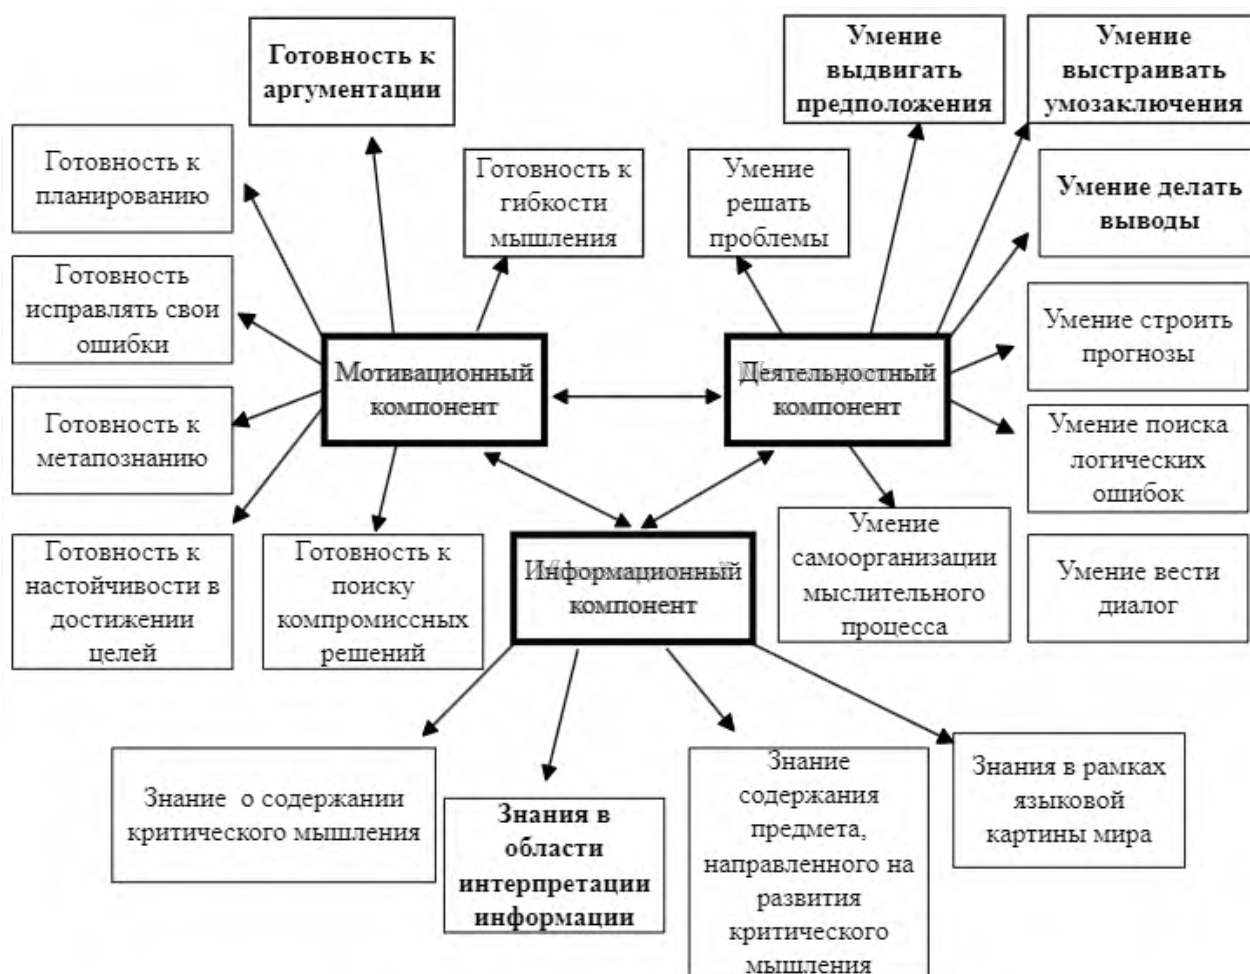 Готовность к
аргументации
Умение
выдвигать
предположения
Умение
выстраивать
умозаключения
Готовность к
планированию
Готовность к
гибкости
мышления
Умение
решать
проблемы
Умение делать
выводы
Готовность
исправлять свои
ошибки
Мотивационный
компонент
Деятельностный
компонент
Умение строить
прогнозы
Готовность к
метапознанию
Умение поиска
логических
ошибок
Готовность к
настойчивости в
достижении
целей
Готовность к
поиску
компромиссных
решений
Информационный
компонент
Умение
самоорганизации
мыслительного
процесса
Умение вести
диалог
Знание о содержании
критического мышления
Знания в
области
интерпретации
информации
Знание
содержания
предмета,
направленного на
развития
критического
мышления
Знания в рамках
языковой
картины мира